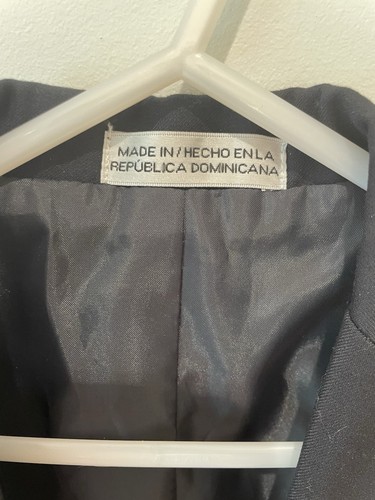 MADE IN / HECHO EN LA
REPÚBLICA DOMINICANA